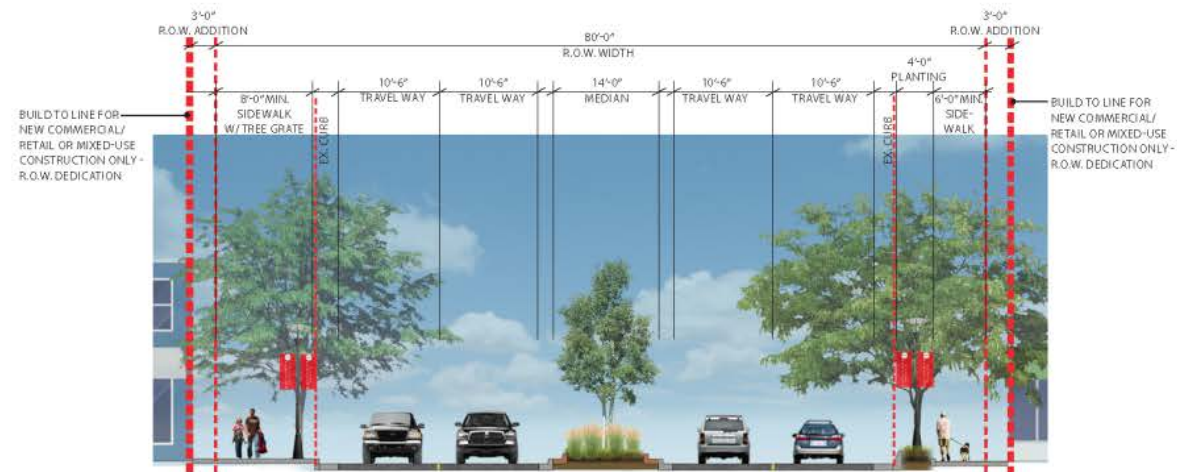 3'-0"
R.O.W. ADDITION
3'-0"
R.O.W. ADDITION
80'-0"
R.O.W. WIDTH
4'-0"
PLANTING
8'-0" MIN.
SIDEWALK
W/ TREE GRATE
EX. CURB
10'-6"
TRAVEL WAY
10'-6"
TRAVEL WAY
14'-0"
MEDIAN
10'-6"
TRAVEL WAY
10'-6"
TRAVEL WAY
EX. CURB
6'-0" MIN.
SIDE-
WALK
BUILD TO LINE FOR
NEW COMMERCIAL/
RETAIL OR MIXED-USE
CONSTRUCTION ONLY -
R.O.W. DEDICATION
BUILD TO LINE FOR
NEW COMMERCIAL/
RETAIL OR MIXED-USE
CONSTRUCTION ONLY -
R.O.W. DEDICATION